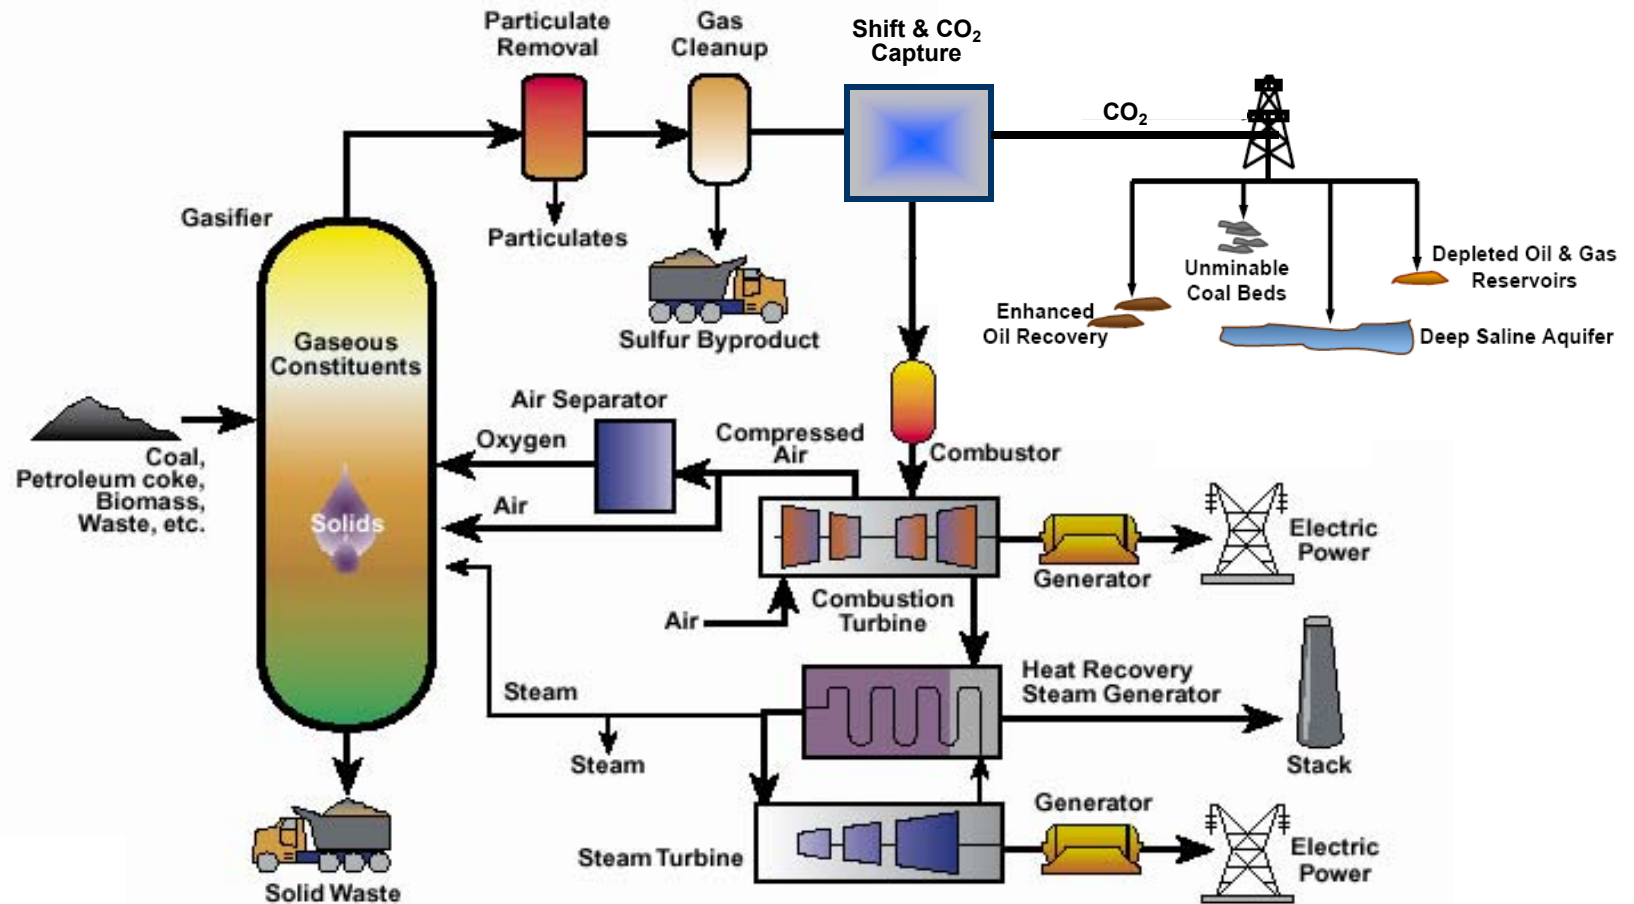 Particulate
Removal
Gas
Cleanup
Shift & CO₂
Capture
CO₂
Gasifier
Particulates
Sulfur Byproduct
Enhanced
Oil Recovery
Unminable
Coal Beds
Depleted Oil & Gas
Reservoirs
Deep Saline Aquifer
Gaseous
Constituents
Solids
Coal,
Petroleum coke,
Biomass,
Waste, etc.
Air Separator
Oxygen
Compressed
Air
Air
Combustor
Air
Combustion
Turbine
Generator
Electric
Power
Heat Recovery
Steam Generator
Stack
Steam
Steam
Steam Turbine
Generator
Electric
Power
Solid Waste